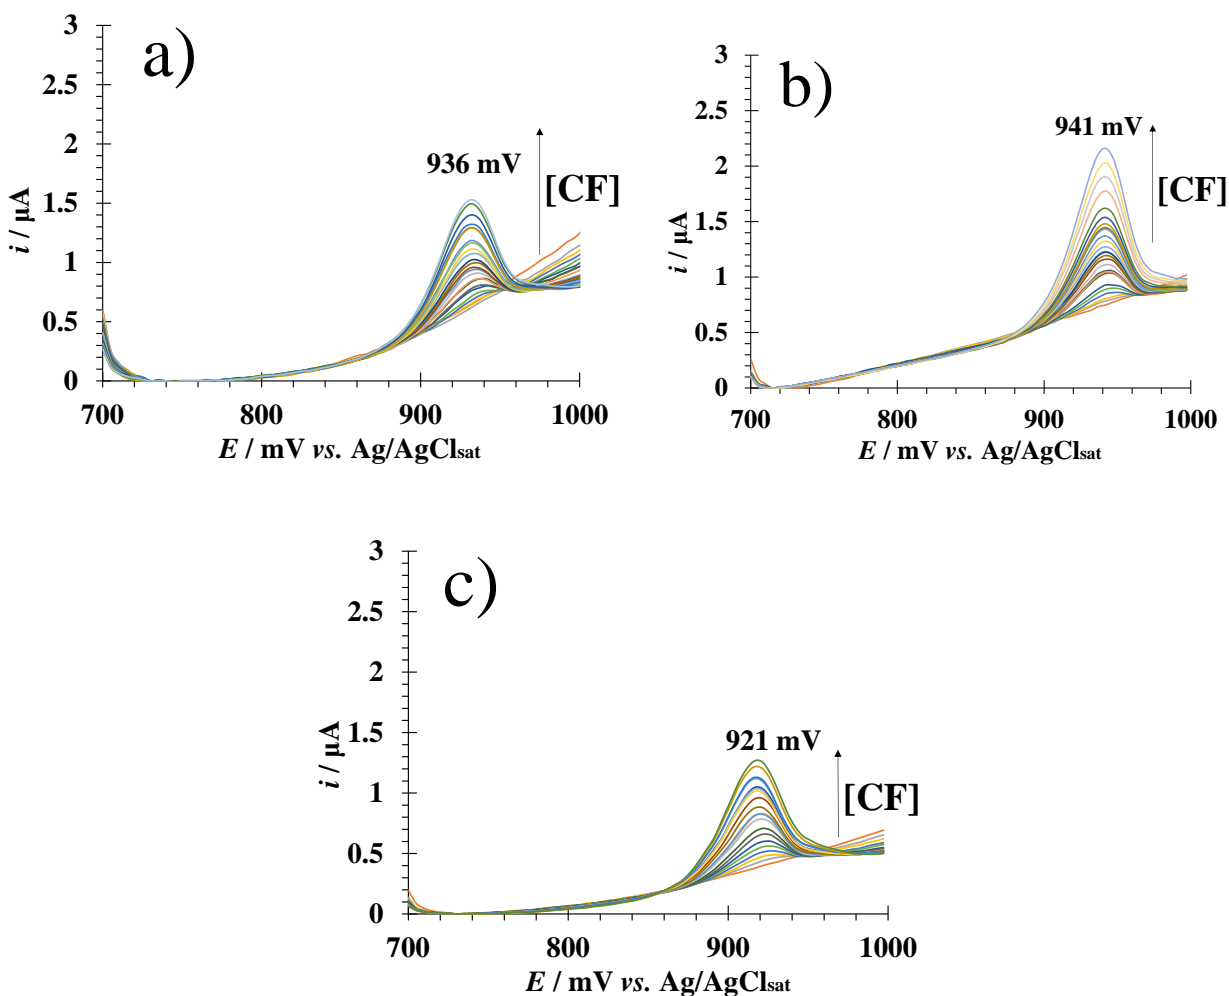 a)
3
2.5
2
1.5
1
0.5
0
i / µA
936 mV
[CF]
700
800
900
1000
E / mV vs. Ag/AgClsat
b)
3
2.5
2
1.5
1
0.5
0
i / µA
941 mV
[CF]
700
800
900
1000
E / mV vs. Ag/AgClsat
c)
3
2.5
2
1.5
1
0.5
0
i / µA
921 mV
[CF]
700
800
900
1000
E / mV vs. Ag/AgClsat